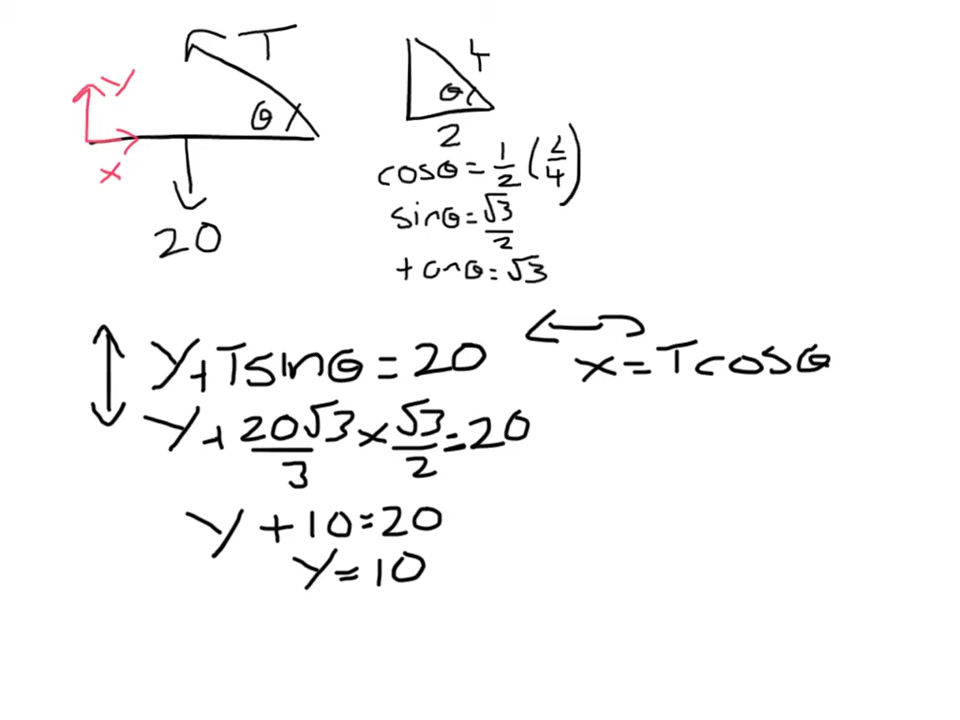 T
Y
θ
x
20
4
θ
2
cosθ = 1/2 (2/4)
sinθ = √3/2
tanθ = √3
Y + Tsinθ = 20
x = Tcosθ
Y + 20√3/3 × √3/2 = 20
Y + 10 = 20
Y = 10